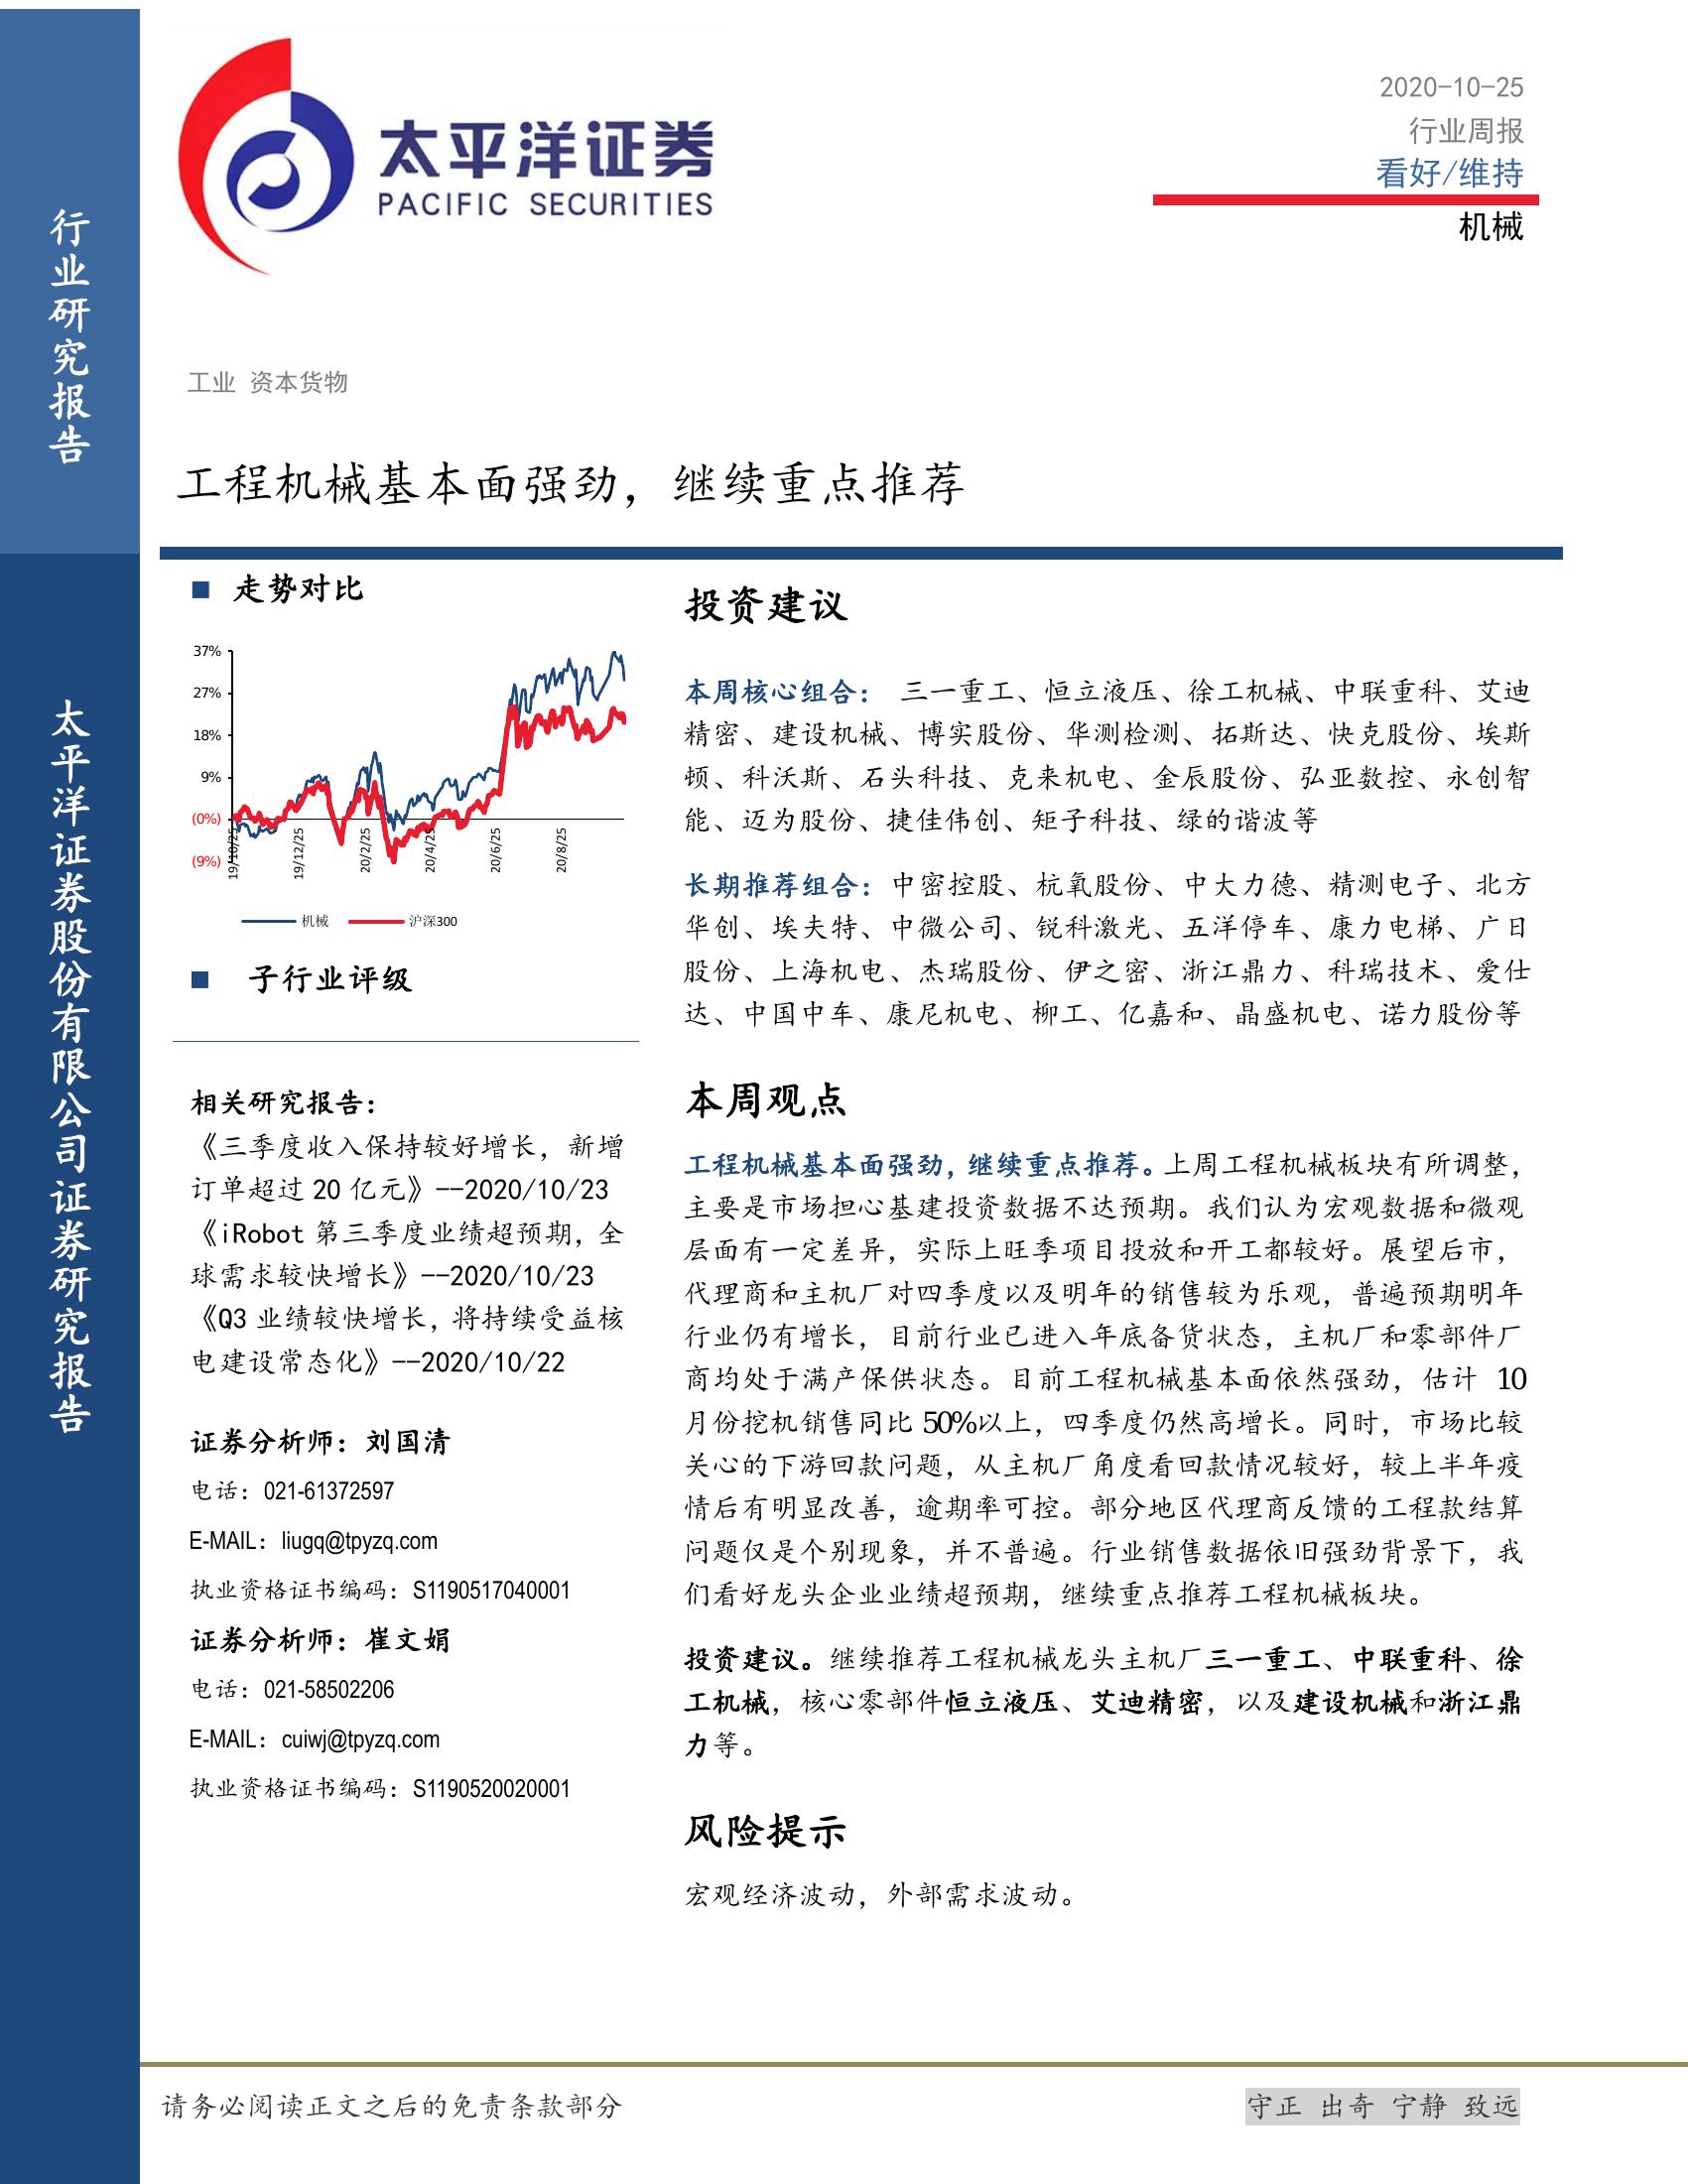 行业研究报告
太平洋证券股份有限公司证券研究报告
太平洋证券
PACIFIC SECURITIES
2020-10-25
行业周报
看好/维持
机械
工业 资本货物
工程机械基本面强劲，继续重点推荐
■ 走势对比
37%
27%
18%
9%
(0%)
(9%)
19/10/25
19/12/25
20/2/25
20/4/25
20/6/25
20/8/25
机械 沪深300
■ 子行业评级
相关研究报告：
《三季度收入保持较好增长，新增
订单超过 20 亿元》--2020/10/23
《iRobot 第三季度业绩超预期，全
球需求较快增长》--2020/10/23
《Q3 业绩较快增长，将持续受益核
电建设常态化》--2020/10/22
证券分析师：刘国清
电话：021-61372597
E-MAIL：liugq@tpyzq.com
执业资格证书编码：S1190517040001
证券分析师：崔文娟
电话：021-58502206
E-MAIL：cuiwj@tpyzq.com
执业资格证书编码：S1190520020001
投资建议
本周核心组合： 三一重工、恒立液压、徐工机械、中联重科、艾迪
精密、建设机械、博实股份、华测检测、拓斯达、快克股份、埃斯
顿、科沃斯、石头科技、克来机电、金辰股份、弘亚数控、永创智
能、迈为股份、捷佳伟创、矩子科技、绿的谐波等
长期推荐组合：中密控股、杭氧股份、中大力德、精测电子、北方
华创、埃夫特、中微公司、锐科激光、五洋停车、康力电梯、广日
股份、上海机电、杰瑞股份、伊之密、浙江鼎力、科瑞技术、爱仕
达、中国中车、康尼机电、柳工、亿嘉和、晶盛机电、诺力股份等
本周观点
工程机械基本面强劲，继续重点推荐。上周工程机械板块有所调整，
主要是市场担心基建投资数据不达预期。我们认为宏观数据和微观
层面有一定差异，实际上旺季项目投放和开工都较好。展望后市，
代理商和主机厂对四季度以及明年的销售较为乐观，普遍预期明年
行业仍有增长，目前行业已进入年底备货状态，主机厂和零部件厂
商均处于满产保供状态。目前工程机械基本面依然强劲，估计 10
月份挖机销售同比 50%以上，四季度仍然高增长。同时，市场比较
关心的下游回款问题，从主机厂角度看回款情况较好，较上半年疫
情后有明显改善，逾期率可控。部分地区代理商反馈的工程款结算
问题仅是个别现象，并不普遍。行业销售数据依旧强劲背景下，我
们看好龙头企业业绩超预期，继续重点推荐工程机械板块。
投资建议。继续推荐工程机械龙头主机厂三一重工、中联重科、徐
工机械，核心零部件恒立液压、艾迪精密，以及建设机械和浙江鼎
力等。
风险提示
宏观经济波动，外部需求波动。
请务必阅读正文之后的免责条款部分
守正 出奇 宁静 致远